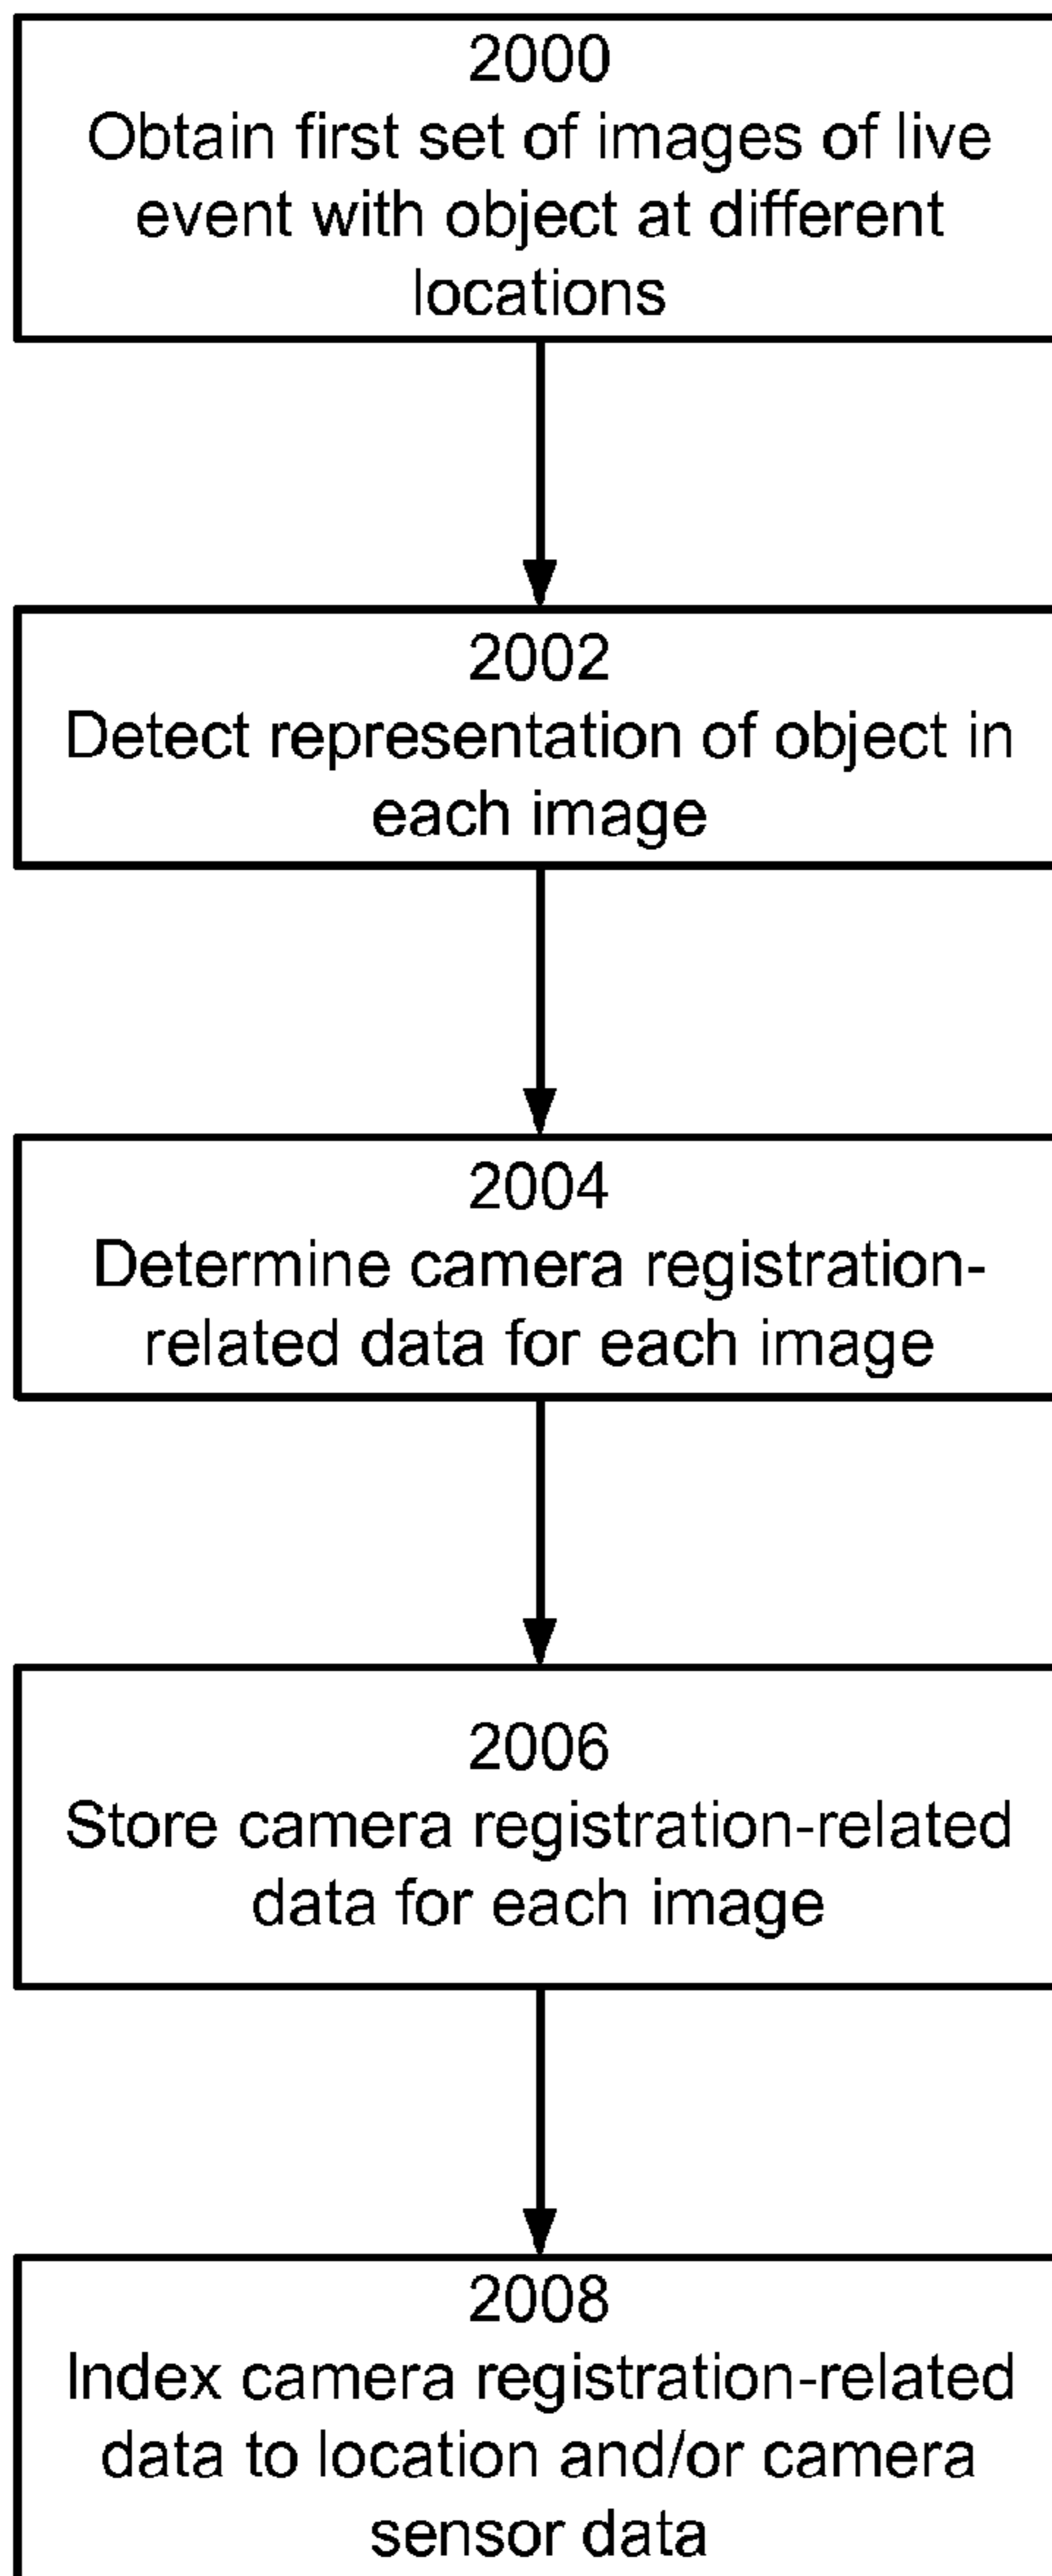 2000
Obtain first set of images of live
event with object at different
locations
2002
Detect representation of object in
each image
2004
Determine camera registration-
related data for each image
2006
Store camera registration-related
data for each image
2008
Index camera registration-related
data to location and/or camera
sensor data